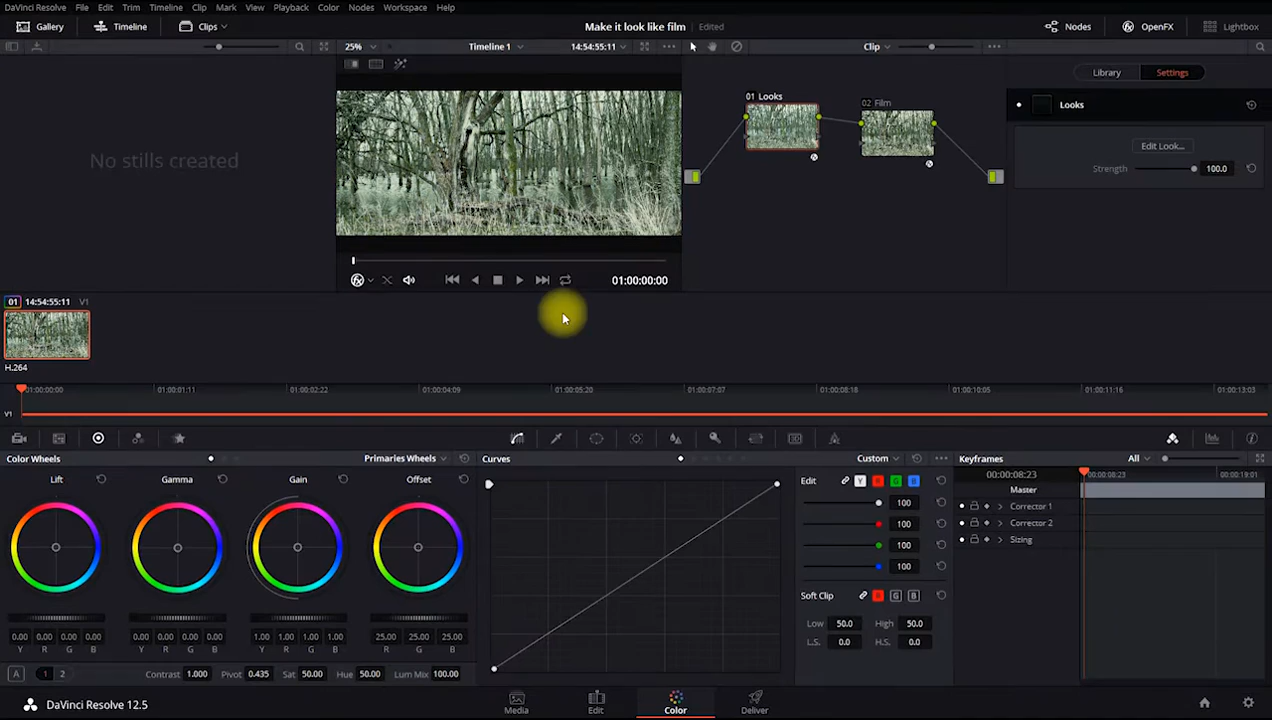 DaVinci Resolve File Edit Trim Timeline Clip Mark View Playback Color Nodes Workspace Help
Gallery Timeline Clips Make it look like film Edited Nodes OpenFX Lightbox
25% Timeline 1 14:54:55:11 Clip
Library Settings
01 Looks
02 Film
Looks
Edit Look...
Strength 100.0
No stills created
01:00:00:00
01 14:54:55:11 V1
H.264
01:00:00:00 01:00:01:11 01:00:02:22 01:00:04:09 01:00:05:20 01:00:07:07 01:00:08:18 01:00:10:05 01:00:11:16 01:00:13:03
V1
Color Wheels Primaries Wheels Curves Custom Keyframes All
Lift Gamma Gain Offset
Edit Y R G B
00:00:08:23 00:00:08:23 00:00:19:01
Master
100
Corrector 1
100
Corrector 2
100
Sizing
100
Soft Clip R G B
Low 50.0 High 50.0
L.S. 0.0 H.S. 0.0
0.00 0.00 0.00 0.00 0.00 0.00 0.00 0.00 1.00 1.00 1.00 1.00 25.00 25.00 25.00
Y R G B Y R G B Y R G B R G B
A 1 2 Contrast 1.000 Pivot 0.435 Sat 50.00 Hue 50.00 Lum Mix 100.00
DaVinci Resolve 12.5 Media Edit Color Deliver